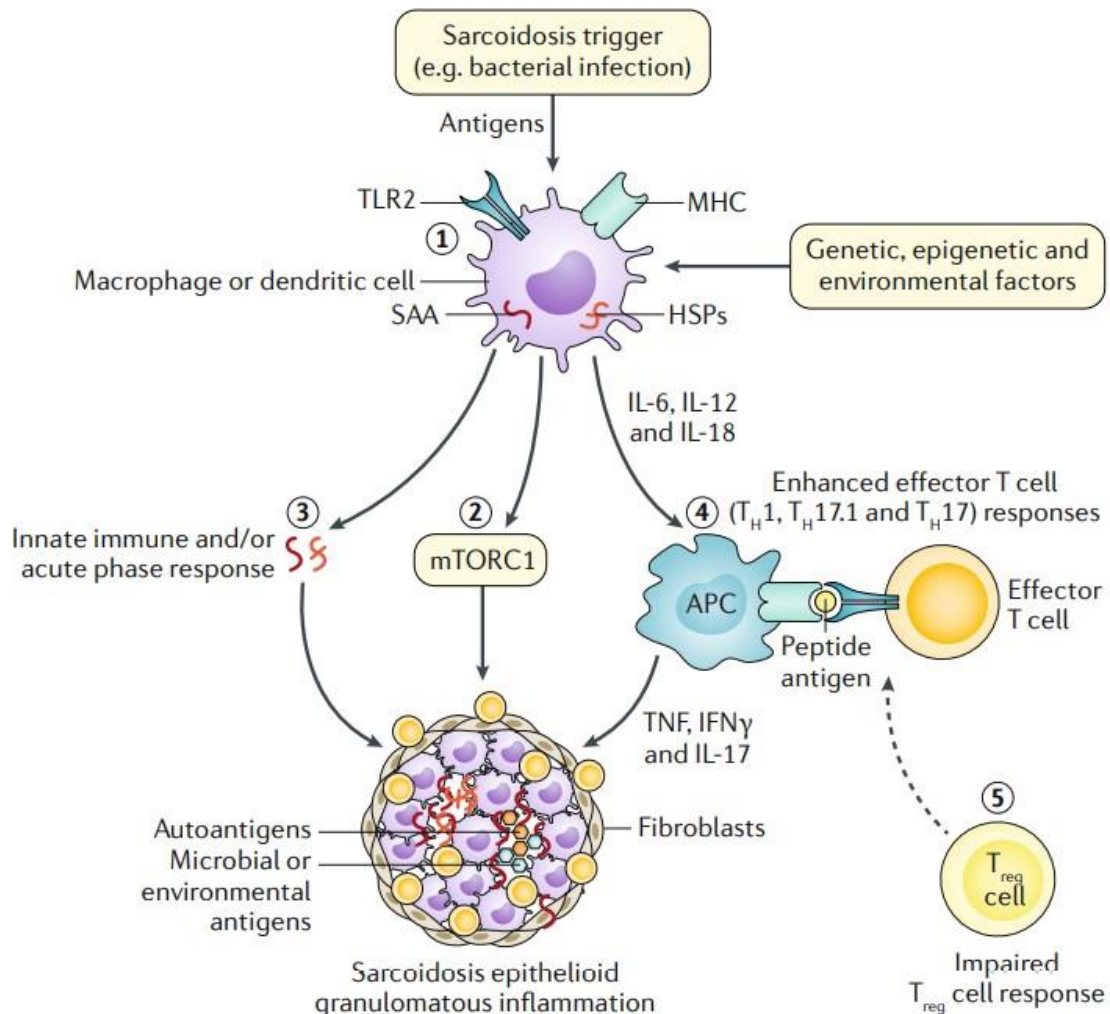 Sarcoidosis trigger
(e.g. bacterial infection)
Antigens
TLR2
MHC
1
Macrophage or dendritic cell
Genetic, epigenetic and
environmental factors
SAA
HSPs
IL-6, IL-12
and IL-18
3
Innate immune and/or
acute phase response
2
mTORC1
4
Enhanced effector T cell
(TH1, TH17.1 and TH17) responses
APC
Effector
T cell
Peptide
antigen
TNF, IFNγ
and IL-17
Autoantigens
Microbial or
environmental
antigens
Fibroblasts
5
Treg
cell
Sarcoidosis epithelioid
granulomatous inflammation
Impaired
Treg cell response